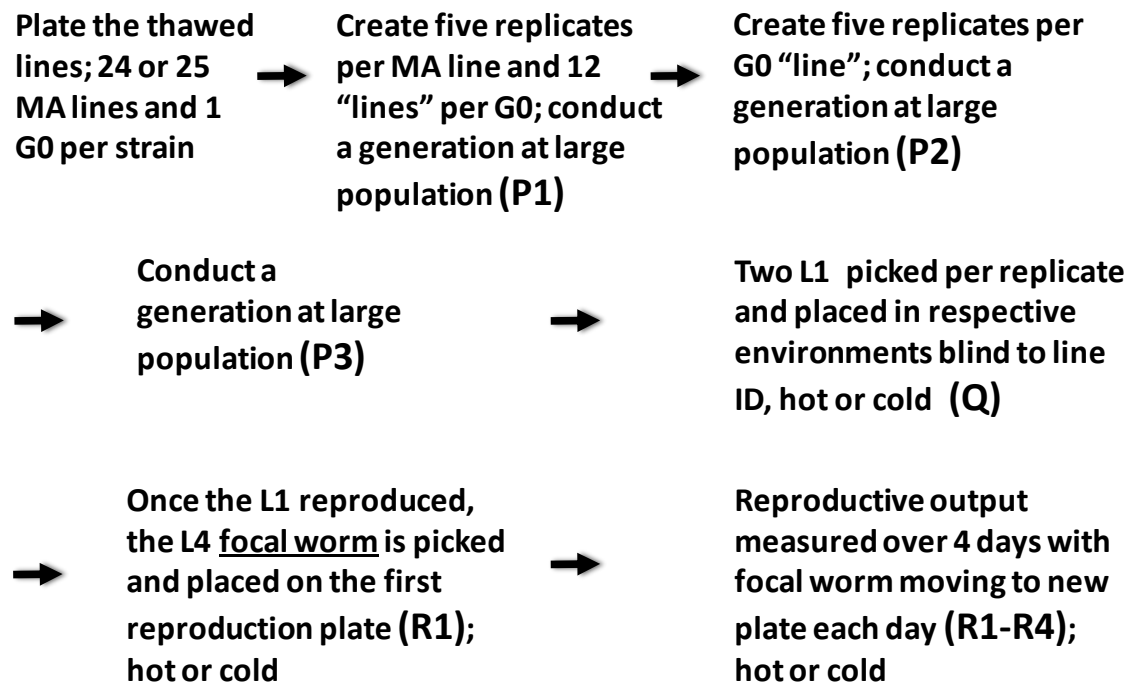 Plate the thawed
lines; 24 or 25
MA lines and 1
G0 per strain
Create five replicates
per MA line and 12
"lines" per G0; conduct
a generation at large
population (P1)
Create five replicates per
G0 "line"; conduct a
generation at large
population (P2)
Conduct a
generation at large
population (P3)
Two L1 picked per replicate
and placed in respective
environments blind to line
ID, hot or cold (Q)
Once the L1 reproduced,
the L4 focal worm is picked
and placed on the first
reproduction plate (R1);
hot or cold
Reproductive output
measured over 4 days with
focal worm moving to new
plate each day (R1-R4);
hot or cold